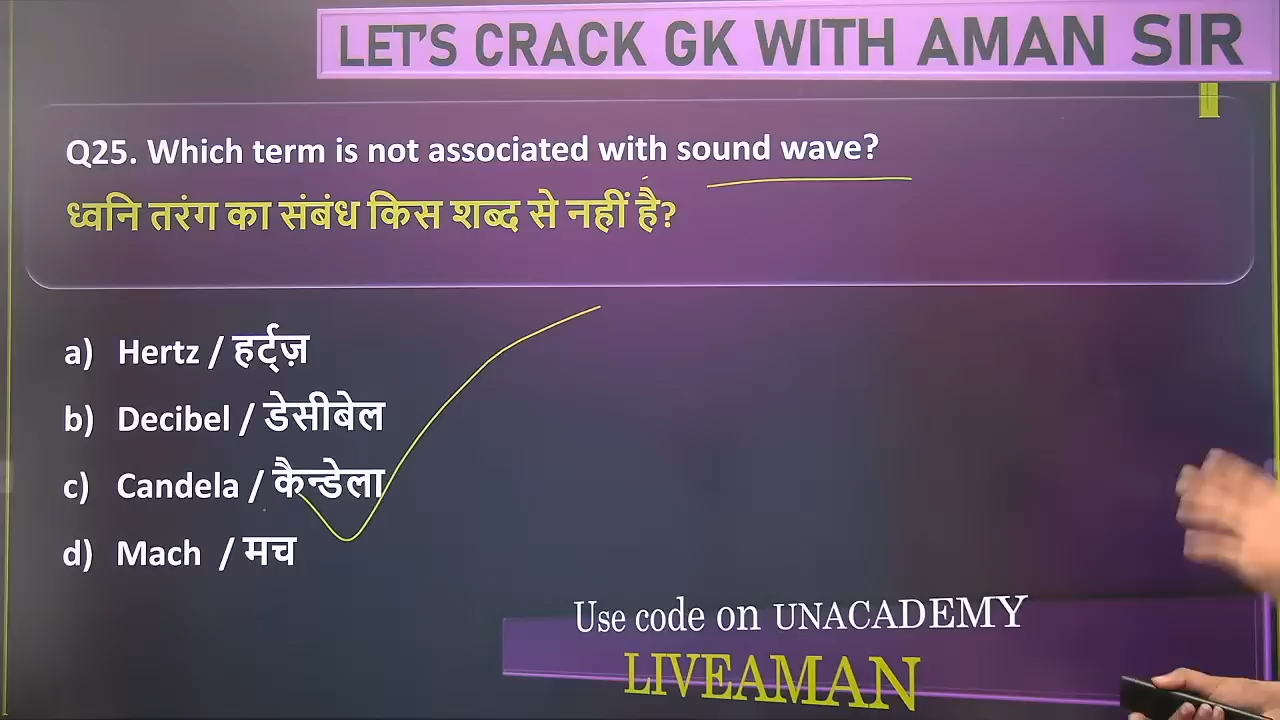 LET'S CRACK GK WITH AMAN SIR
Q25. Which term is not associated with sound wave?
ध्वनि तरंग का संबंध किस शब्द से नहीं है?
a) Hertz / हर्ट्ज़
b) Decibel / डेसीबेल
c) Candela / कैन्डेला
d) Mach / मच
Use code on UNACADEMY
LIVEAMAN